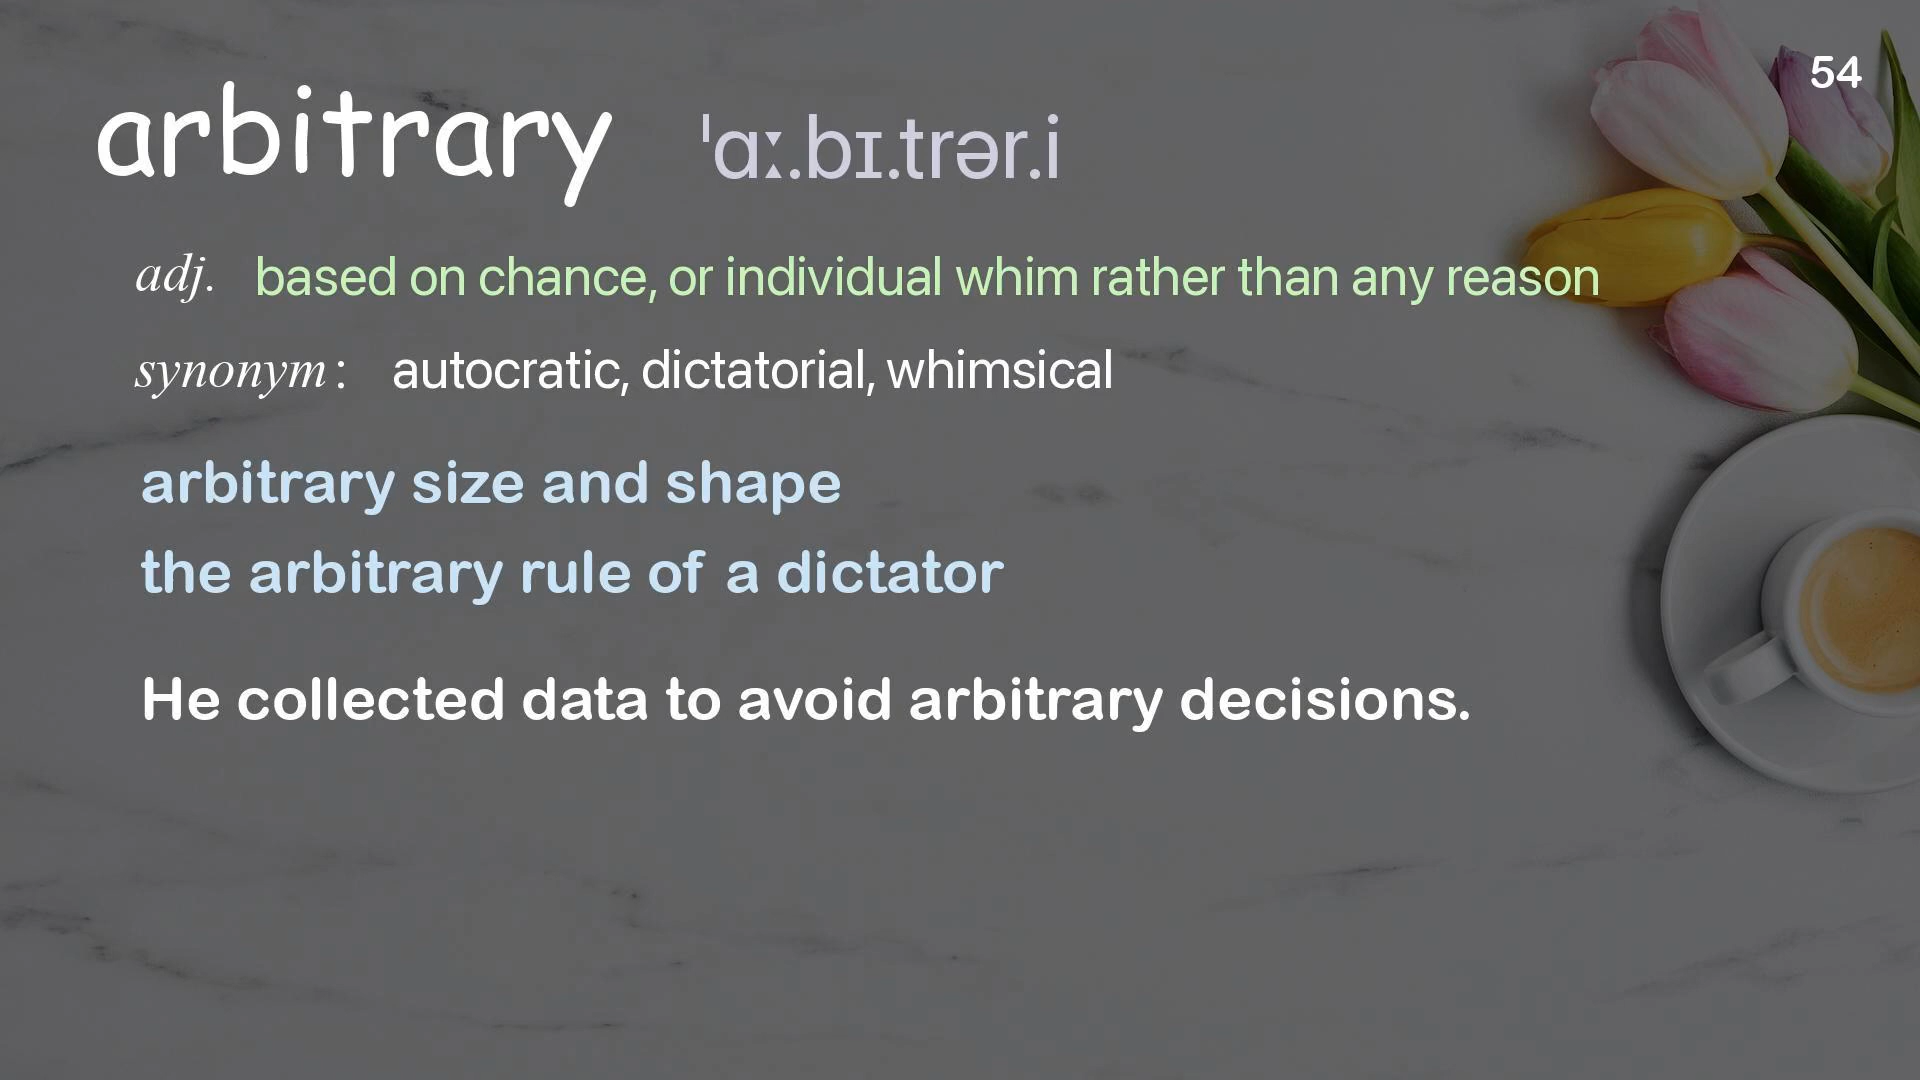 54
arbitrary ˈɑː.bɪ.trər.i
adj. based on chance, or individual whim rather than any reason
synonym : autocratic, dictatorial, whimsical
arbitrary size and shape
the arbitrary rule of a dictator
He collected data to avoid arbitrary decisions.